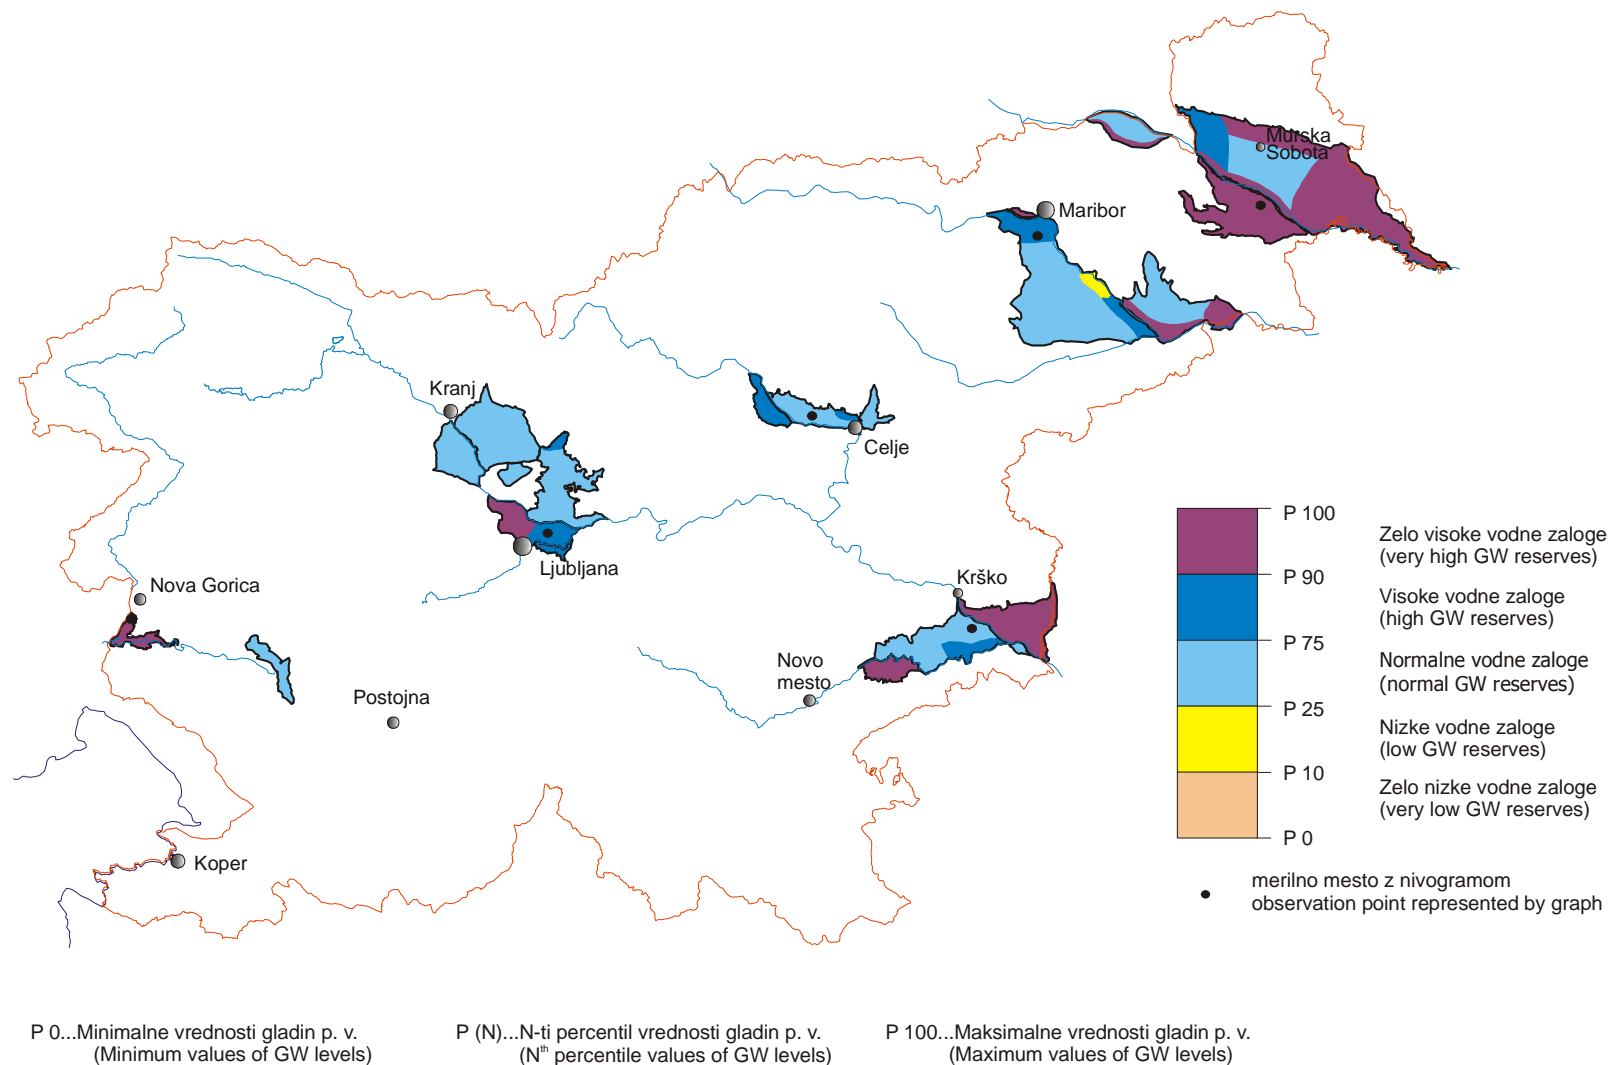 Murska
Sobota
Maribor
Kranj
Celje
Ljubljana
Nova Gorica
Krško
Novo
mesto
Postojna
Koper
P 100
Zelo visoke vodne zaloge
(very high GW reserves)
P 90
Visoke vodne zaloge
(high GW reserves)
P 75
Normalne vodne zaloge
(normal GW reserves)
P 25
Nizke vodne zaloge
(low GW reserves)
P 10
Zelo nizke vodne zaloge
(very low GW reserves)
P 0
merilno mesto z nivogramom
observation point represented by graph
P 0...Minimalne vrednosti gladin p. v.
(Minimum values of GW levels)
P (N)...N-ti percentil vrednosti gladin p. v.
(Nth percentile values of GW levels)
P 100...Maksimalne vrednosti gladin p. v.
(Maximum values of GW levels)